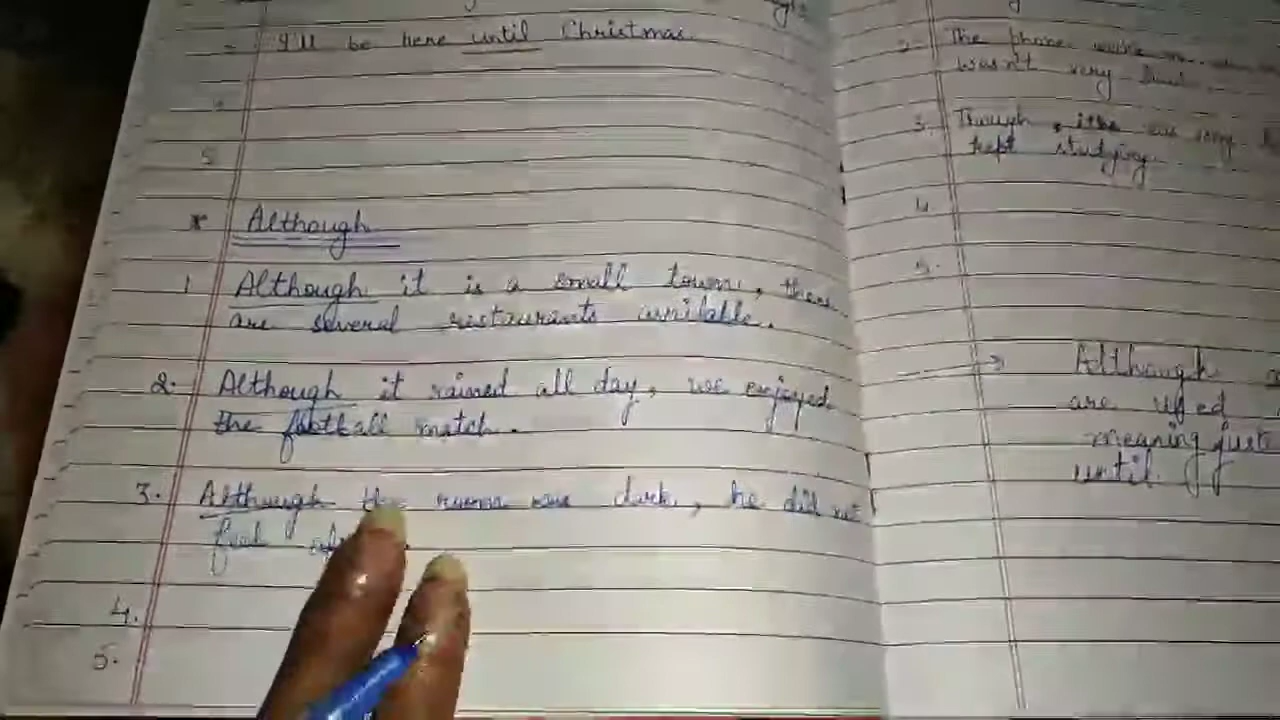 I'll be here until Christmas.
4.
5
* Although
1 Although it is a small town, there
are several restaurants available.
2. Although it rained all day, we enjoyed
the football match.
3. Although the room was dark, he did not
feel
4.
5.
2. The phone
wasn't very
3. Though
kept studying.
4.
5.
→ Although
are used
meaning just
until